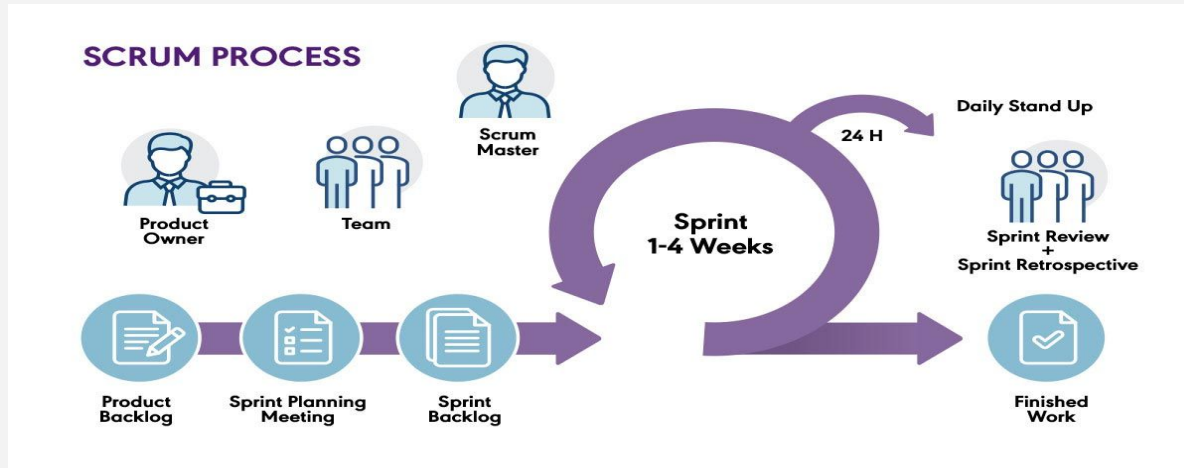 SCRUM PROCESS
Scrum
Master
Daily Stand Up
24 H
Product
Owner
Team
Sprint
1-4 Weeks
Sprint Review
+
Sprint Retrospective
Product
Backlog
Sprint Planning
Meeting
Sprint
Backlog
Finished
Work